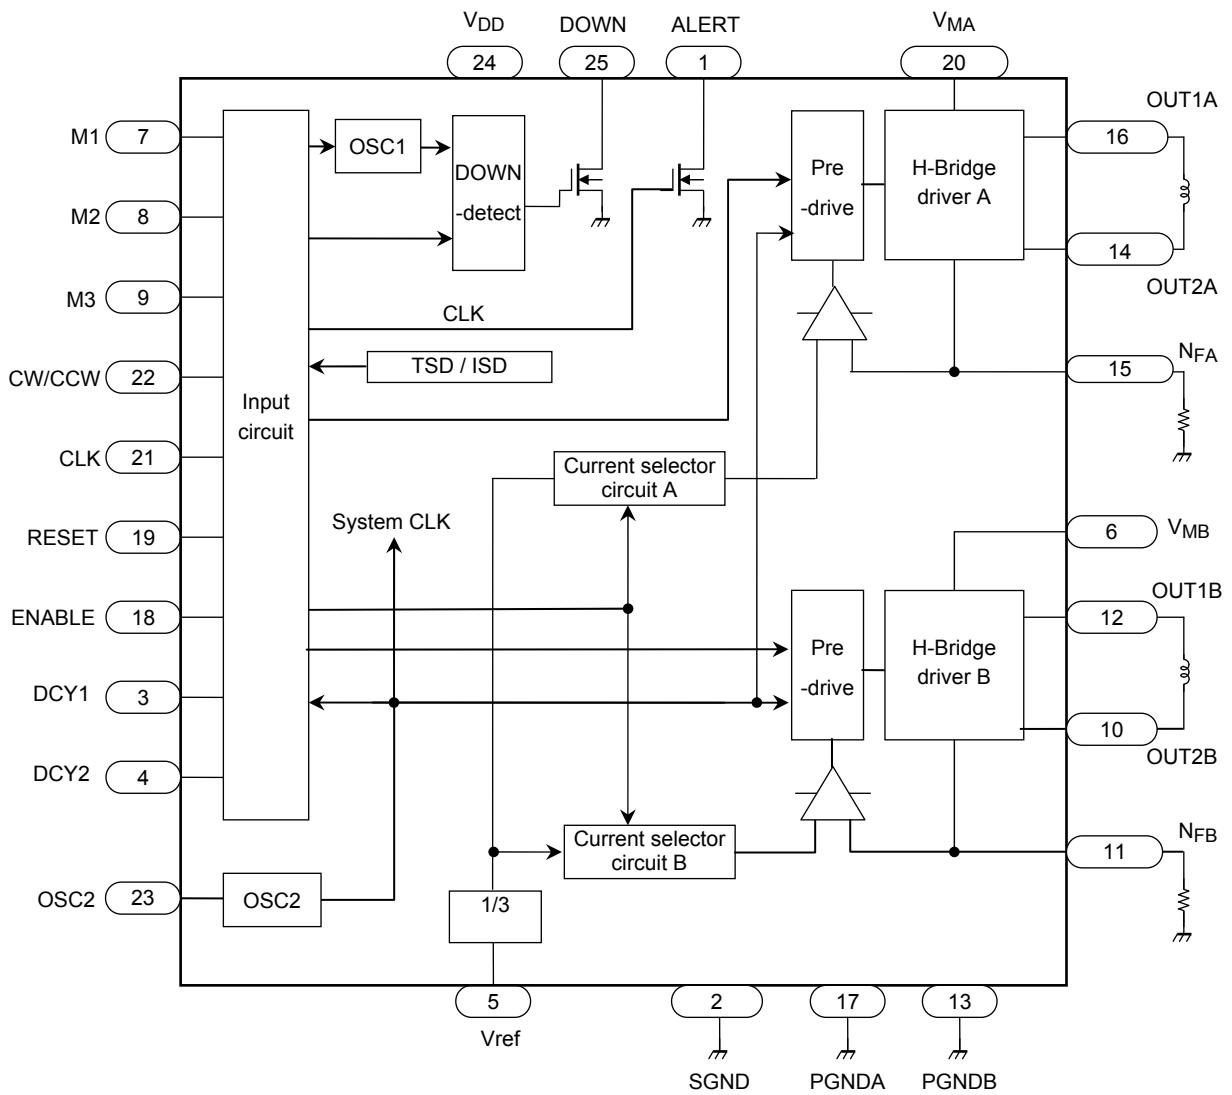 VDD
DOWN
ALERT
VMA
24
25
1
20
OUT1A
M1
7
OSC1
DOWN
-detect
Pre
-drive
H-Bridge
driver A
16
M2
8
14
OUT2A
M3
9
CLK
TSD / ISD
NFA
15
CW/CCW
22
Input
circuit
CLK
21
Current selector
circuit A
System CLK
RESET
19
6
VMB
OUT1B
ENABLE
18
12
Pre
-drive
H-Bridge
driver B
DCY1
3
10
OUT2B
DCY2
4
Current selector
circuit B
NFB
11
OSC2
23
OSC2
1/3
5
2
17
13
Vref
SGND
PGNDA
PGNDB